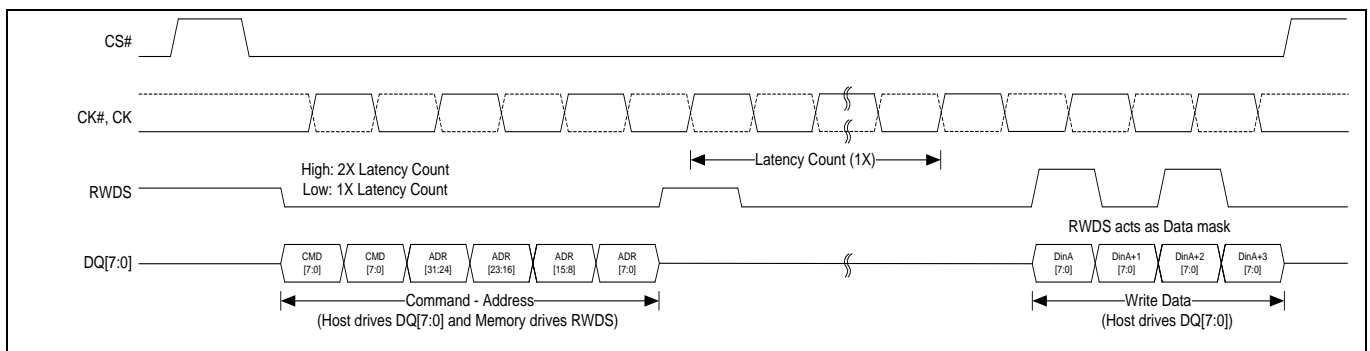 CS#
CK#, CK
Latency Count (1X)
High: 2X Latency Count
Low: 1X Latency Count
RWDS
RWDS acts as Data mask
DQ[7:0]
CMD [7:0]
CMD [7:0]
ADR [31:24]
ADR [23:16]
ADR [15:8]
ADR [7:0]
DinA [7:0]
DinA+1 [7:0]
DinA+2 [7:0]
DinA+3 [7:0]
Command - Address
(Host drives DQ[7:0] and Memory drives RWDS)
Write Data
(Host drives DQ[7:0])